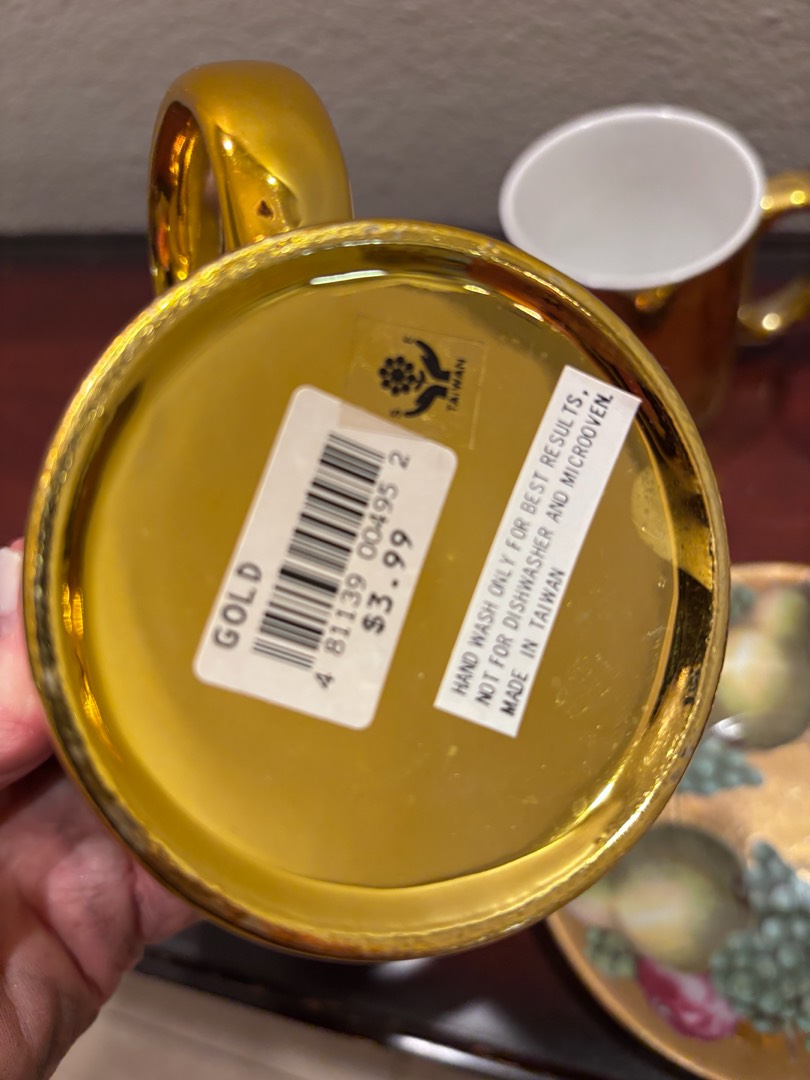 TAIWAN
GOLD
4 81139 00495 2
$3.99
HAND WASH ONLY FOR BEST RESULTS,
NOT FOR DISHWASHER AND MICROOVEN.
MADE IN TAIWAN